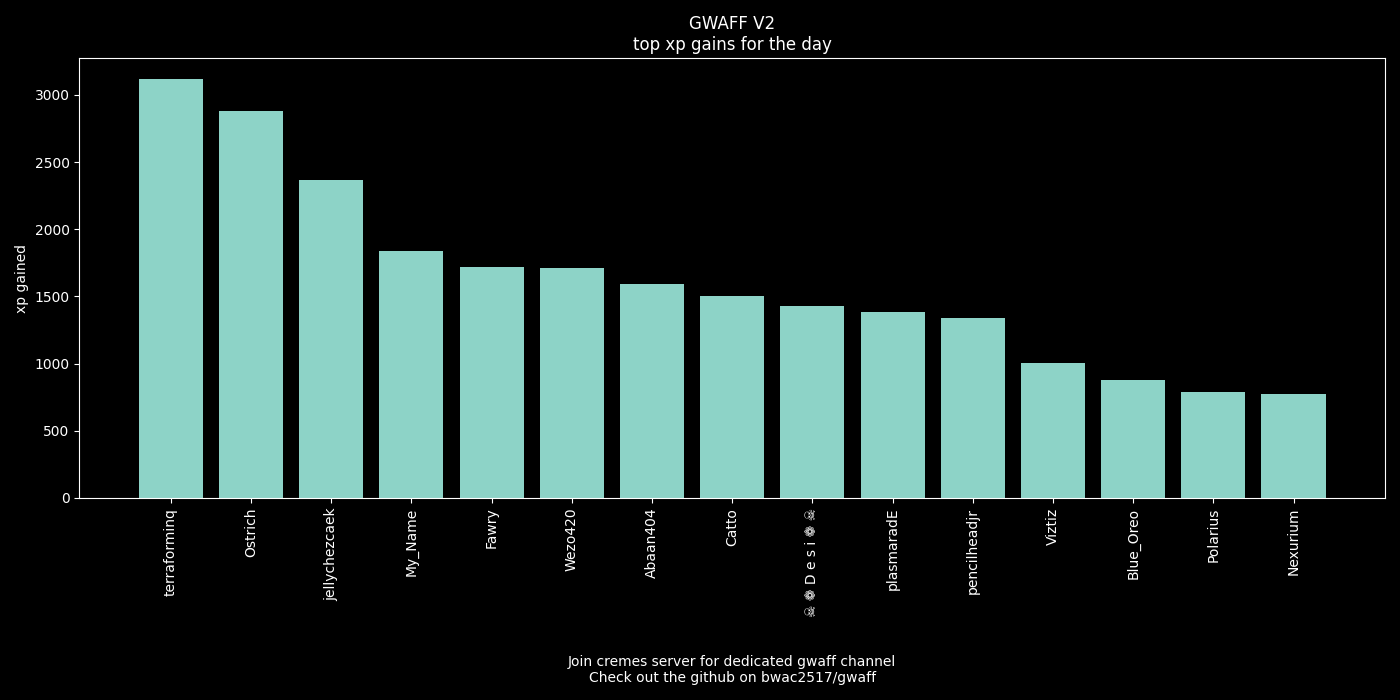 GWAFF V2
top xp gains for the day
xp gained
3000
2500
2000
1500
1000
500
0
terraforminq
Ostrich
jellychezcaek
My_Name
Fawry
Wezo420
Abaan404
Catto
☠ ❁ D e s i ❁ ☠
plasmaradE
pencilheadjr
Viztiz
Blue_Oreo
Polarius
Nexurium
Join cremes server for dedicated gwaff channel
Check out the github on bwac2517/gwaff